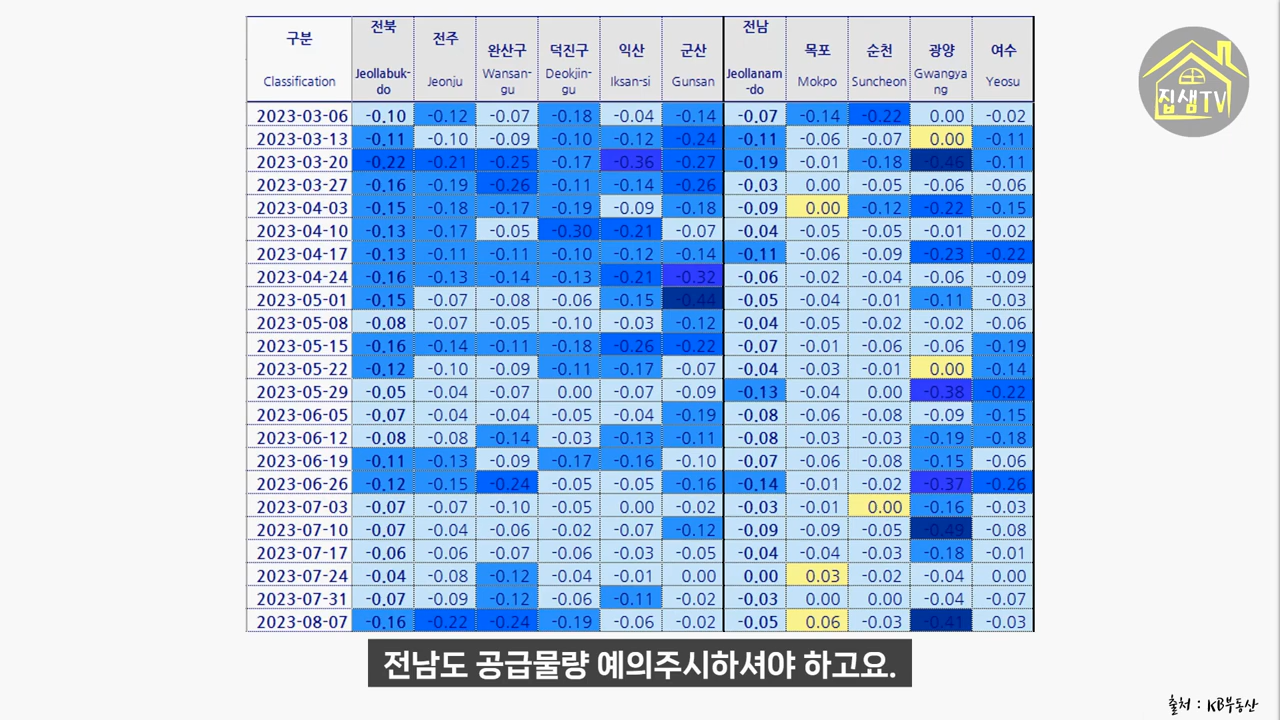 집샘TV
구분 전북 전주 완산구 덕진구 익산 군산 전남 목포 순천 광양 여수
Classification Jeollabuk-do Jeonju Wansan-gu Deokjin-gu Iksan-si Gunsan Jeollanam-do Mokpo Suncheon Gwangyang Yeosu
2023-03-06 -0.10 -0.12 -0.07 -0.18 -0.04 -0.14 -0.07 -0.14 -0.22 0.00 -0.02
2023-03-13 -0.11 -0.10 -0.09 -0.10 -0.12 -0.24 -0.11 -0.06 -0.07 0.00 -0.11
2023-03-20 -0.22 -0.21 -0.25 -0.17 -0.36 -0.27 -0.19 -0.01 -0.18 -0.46 -0.11
2023-03-27 -0.16 -0.19 -0.26 -0.11 -0.14 -0.26 -0.03 0.00 -0.05 -0.06 -0.06
2023-04-03 -0.15 -0.18 -0.17 -0.19 -0.09 -0.18 -0.09 0.00 -0.12 -0.22 -0.15
2023-04-10 -0.13 -0.17 -0.05 -0.30 -0.21 -0.07 -0.04 -0.05 -0.05 -0.01 -0.02
2023-04-17 -0.13 -0.11 -0.11 -0.10 -0.12 -0.14 -0.11 -0.06 -0.09 -0.23 -0.22
2023-04-24 -0.16 -0.13 -0.14 -0.13 -0.21 -0.32 -0.06 -0.02 -0.04 -0.06 -0.09
2023-05-01 -0.15 -0.07 -0.08 -0.06 -0.15 -0.44 -0.05 -0.04 -0.01 -0.11 -0.03
2023-05-08 -0.08 -0.07 -0.05 -0.10 -0.03 -0.12 -0.04 -0.05 -0.02 -0.02 -0.06
2023-05-15 -0.16 -0.14 -0.11 -0.18 -0.26 -0.22 -0.07 -0.01 -0.06 -0.06 -0.19
2023-05-22 -0.12 -0.10 -0.09 -0.11 -0.17 -0.07 -0.04 -0.03 -0.01 0.00 -0.14
2023-05-29 -0.05 -0.04 -0.07 0.00 -0.07 -0.09 -0.13 -0.04 0.00 -0.38 -0.22
2023-06-05 -0.07 -0.04 -0.04 -0.05 -0.04 -0.19 -0.08 -0.06 -0.08 -0.09 -0.15
2023-06-12 -0.08 -0.08 -0.14 -0.03 -0.13 -0.11 -0.08 -0.03 -0.03 -0.19 -0.18
2023-06-19 -0.11 -0.13 -0.09 -0.17 -0.16 -0.10 -0.07 -0.06 -0.08 -0.15 -0.06
2023-06-26 -0.12 -0.15 -0.24 -0.05 -0.05 -0.16 -0.14 -0.01 -0.02 -0.37 -0.26
2023-07-03 -0.07 -0.07 -0.10 -0.05 0.00 -0.02 -0.03 -0.01 0.00 -0.16 -0.03
2023-07-10 -0.07 -0.04 -0.06 -0.02 -0.07 -0.12 -0.09 -0.09 -0.05 -0.49 -0.08
2023-07-17 -0.06 -0.06 -0.07 -0.06 -0.03 -0.05 -0.04 -0.04 -0.03 -0.18 -0.01
2023-07-24 -0.04 -0.08 -0.12 -0.04 -0.01 0.00 0.00 0.03 -0.02 -0.04 0.00
2023-07-31 -0.07 -0.09 -0.12 -0.06 -0.11 -0.02 -0.03 0.00 0.00 -0.04 -0.07
2023-08-07 -0.16 -0.22 -0.24 -0.19 -0.06 -0.02 -0.05 0.06 -0.03 -0.41 -0.03
전남도 공급물량 예의주시하셔야 하고요.
출처 : KB부동산